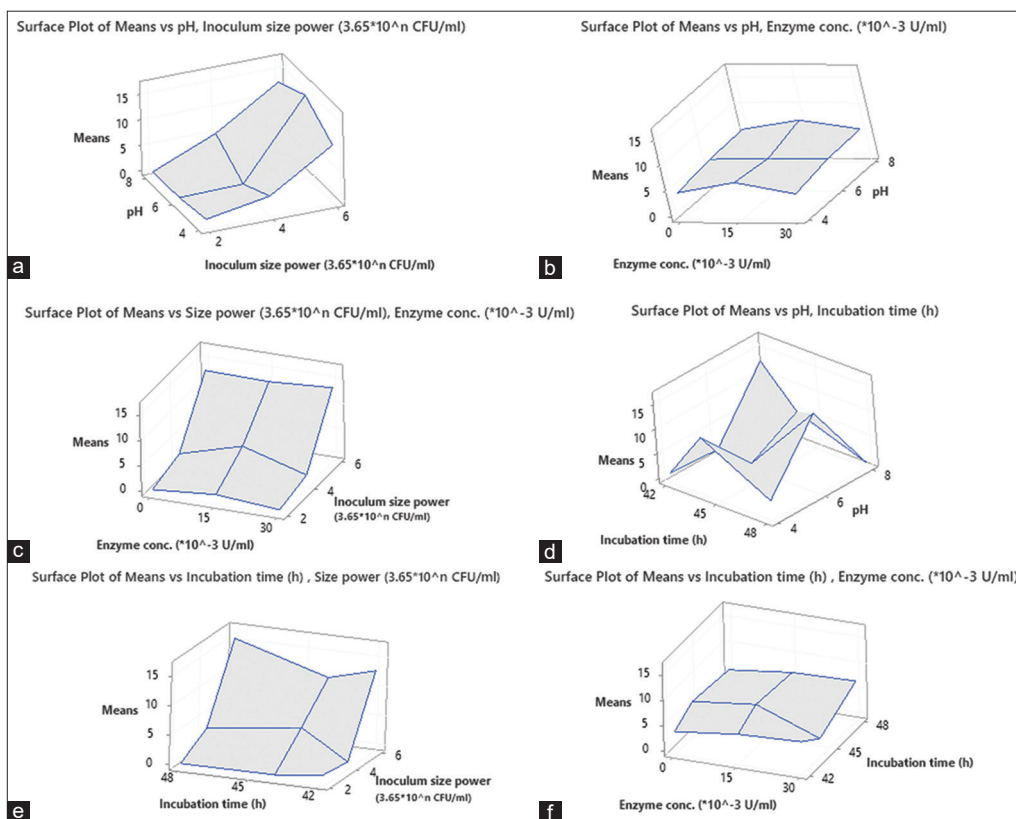 Surface Plot of Means vs pH, Inoculum size power (3.65*10^n CFU/ml)
15
10
Means
5
0
8
pH
6
4
2
4
6
Inoculum size power (3.65*10^n CFU/ml)
a
Surface Plot of Means vs pH, Enzyme conc. (*10^-3 U/ml)
15
10
Means
5
0
0
15
30
4
6
8
pH
Enzyme conc. (*10^-3 U/ml)
b
Surface Plot of Means vs Size power (3.65*10^n CFU/ml), Enzyme conc. (*10^-3 U/ml)
15
10
Means
5
0
0
15
30
2
4
6
Inoculum size power
(3.65*10^n CFU/ml)
Enzyme conc. (*10^-3 U/ml)
c
Surface Plot of Means vs pH, Incubation time (h)
15
10
Means
5
0
42
45
48
4
6
8
pH
Incubation time (h)
d
Surface Plot of Means vs Incubation time (h) , Size power (3.65*10^n CFU/ml)
15
10
Means
5
0
48
45
42
2
4
6
Inoculum size power
(3.65*10^n CFU/ml)
Incubation time (h)
e
Surface Plot of Means vs Incubation time (h) , Enzyme conc. (*10^-3 U/ml)
15
10
Means
5
0
0
15
30
42
45
48
Incubation time (h)
Enzyme conc. (*10^-3 U/ml)
f